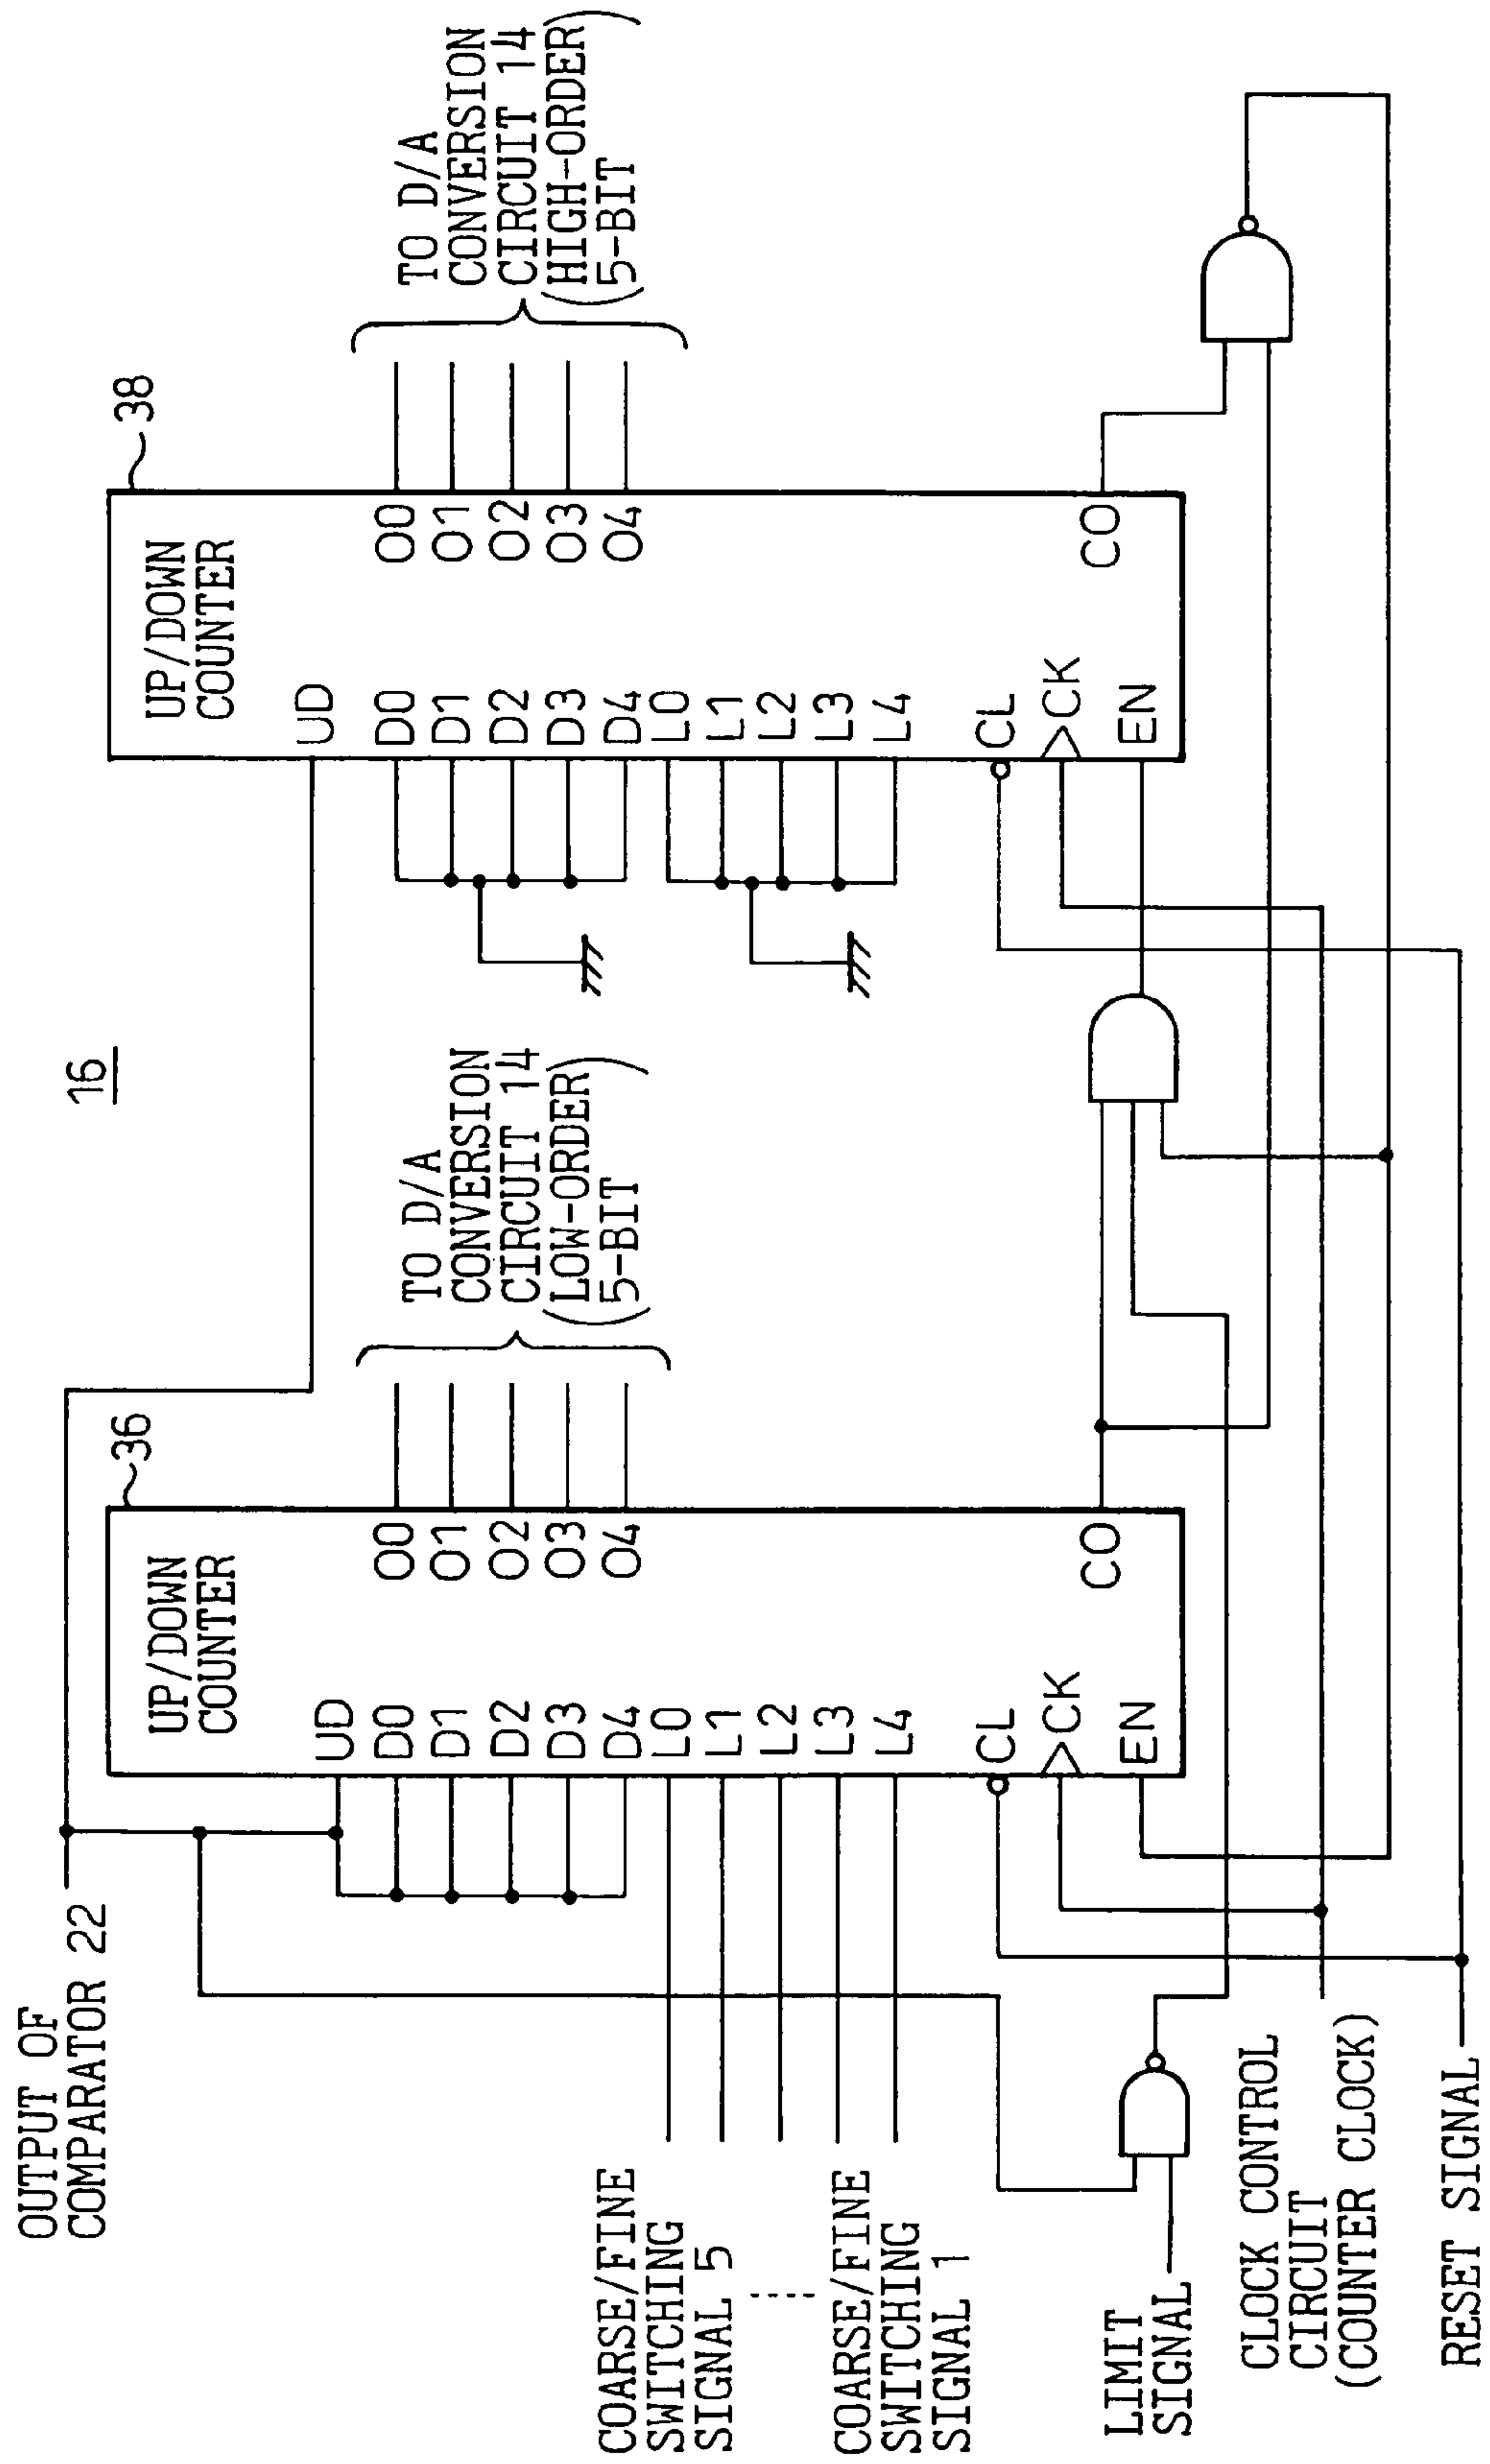 16
OUTPUT OF
COMPARATOR 22
36
UP/DOWN
COUNTER
UD
D0
D1
D2
D3
D4
L0
L1
L2
L3
L4
CL
CK
EN
O0
O1
O2
O3
O4
CO
TO D/A
CONVERSION
CIRCUIT 14
(LOW-ORDER)
(5-BIT)
38
UP/DOWN
COUNTER
UD
D0
D1
D2
D3
D4
L0
L1
L2
L3
L4
CL
CK
EN
O0
O1
O2
O3
O4
CO
TO D/A
CONVERSION
CIRCUIT 14
(HIGH-ORDER)
(5-BIT)
COARSE/FINE
SWITCHING
SIGNAL 5
COARSE/FINE
SWITCHING
SIGNAL 1
LIMIT
SIGNAL
CLOCK CONTROL
CIRCUIT
(COUNTER CLOCK)
RESET SIGNAL